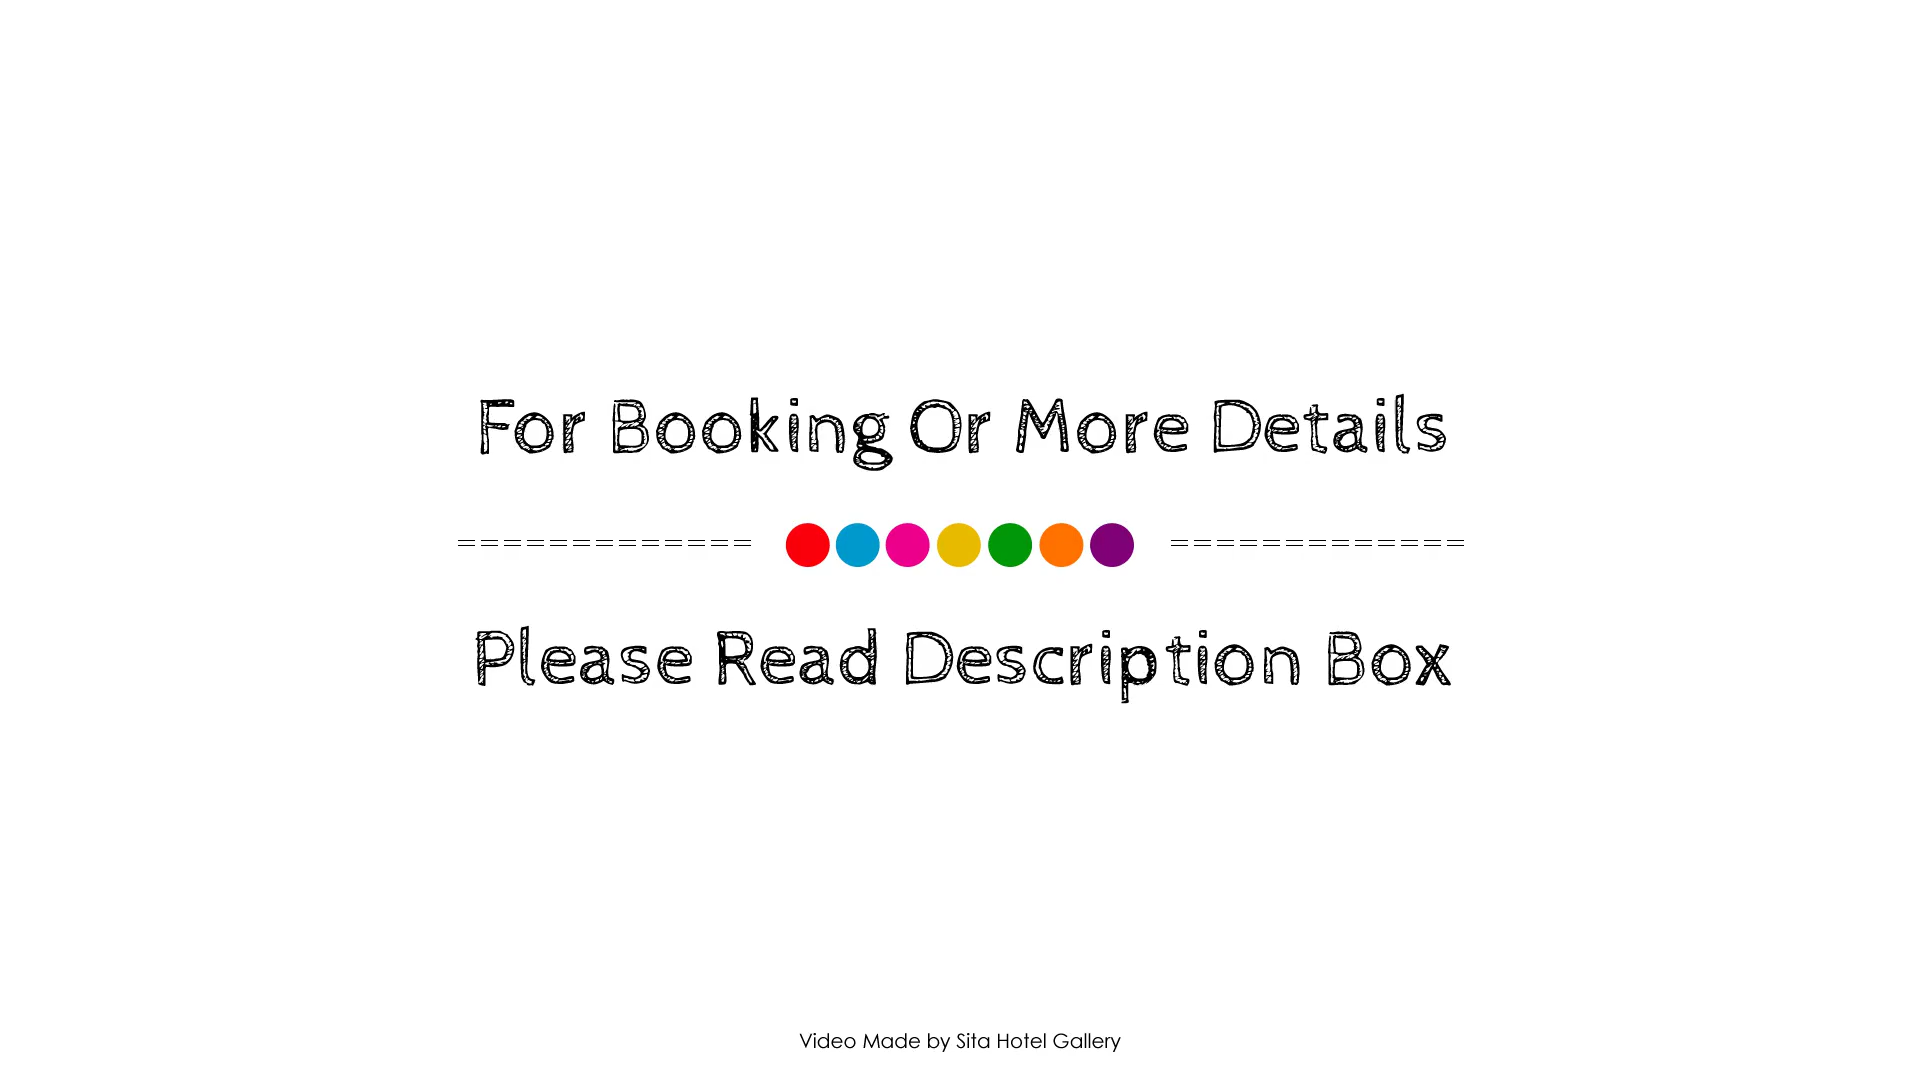 For Booking Or More Details
============= =============
Please Read Description Box
Video Made by Sita Hotel Gallery